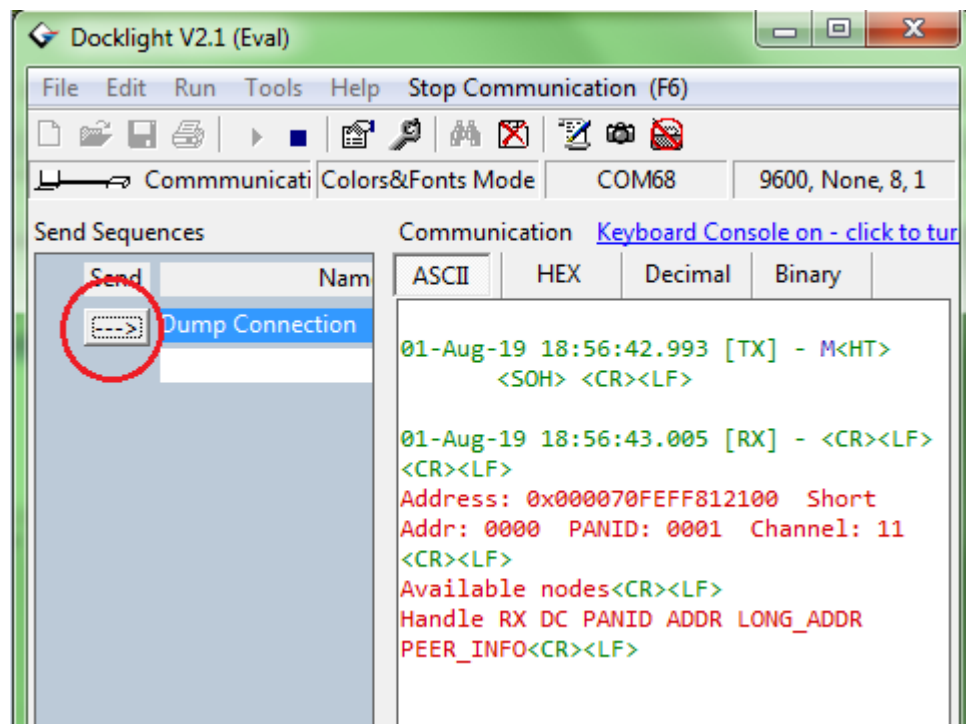 Docklight V2.1 (Eval)
File Edit Run Tools Help Stop Communication (F6)
Commmunicati Colors&Fonts Mode COM68 9600, None, 8, 1
Send Sequences Communication Keyboard Console on - click to tur
Send Nam ASCII HEX Decimal Binary
---> Dump Connection
01-Aug-19 18:56:42.993 [TX] - M<HT>
<SOH> <CR><LF>
01-Aug-19 18:56:43.005 [RX] - <CR><LF>
<CR><LF>
Address: 0x000070FEFF812100 Short
Addr: 0000 PANID: 0001 Channel: 11
<CR><LF>
Available nodes<CR><LF>
Handle RX DC PANID ADDR LONG_ADDR
PEER_INFO<CR><LF>